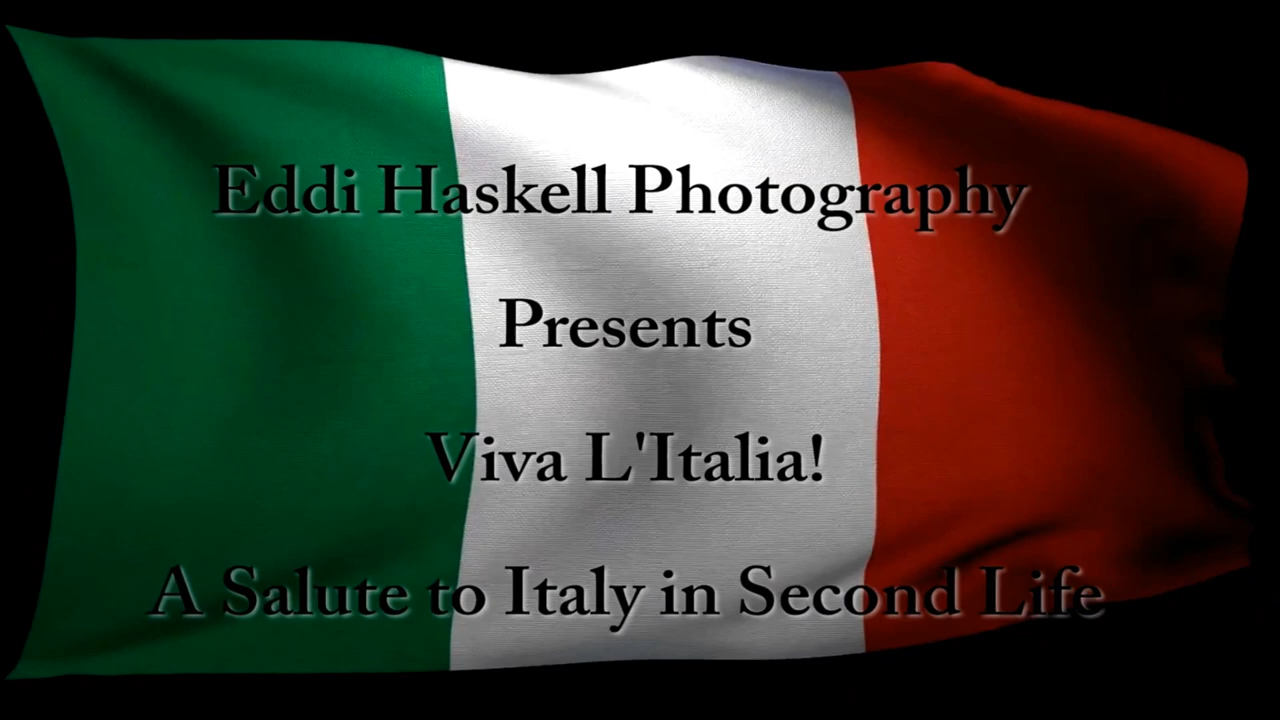 Eddi Haskell Photography
Presents
Viva L'Italia!
A Salute to Italy in Second Life